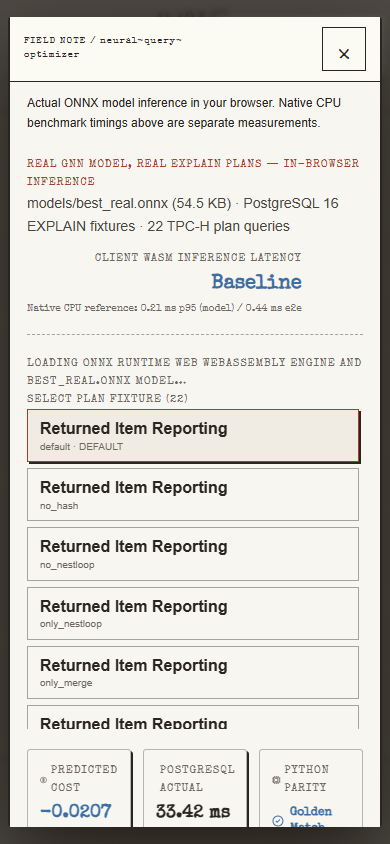 FIELD NOTE / neural-query-
optimizer
×
Actual ONNX model inference in your browser. Native CPU
benchmark timings above are separate measurements.
REAL GNN MODEL, REAL EXPLAIN PLANS — IN-BROWSER
INFERENCE
models/best_real.onnx (54.5 KB) · PostgreSQL 16
EXPLAIN fixtures · 22 TPC-H plan queries
CLIENT WASM INFERENCE LATENCY
Baseline
Native CPU reference: 0.21 ms p95 (model) / 0.44 ms e2e
LOADING ONNX RUNTIME WEB WEBASSEMBLY ENGINE AND
BEST_REAL.ONNX MODEL...
SELECT PLAN FIXTURE (22)
Returned Item Reporting
default · DEFAULT
Returned Item Reporting
no_hash
Returned Item Reporting
no_nestloop
Returned Item Reporting
only_nestloop
Returned Item Reporting
only_merge
Returned Item Reporting
PREDICTED
COST
-0.0207
POSTGRESQL
ACTUAL
33.42 ms
PYTHON
PARITY
Golden
Match